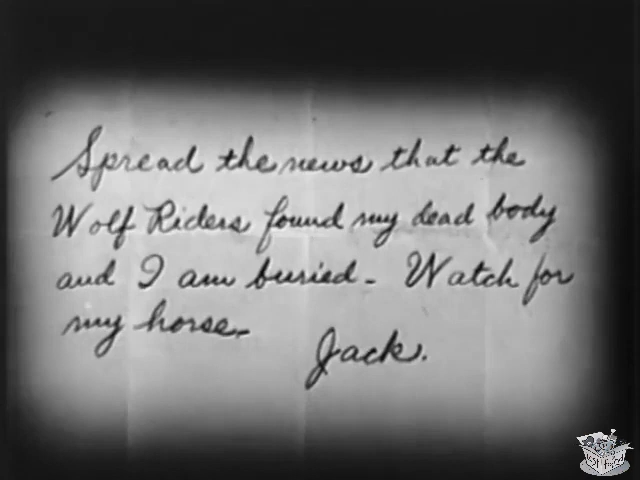 Spread the news that the
Wolf Riders found my dead body
and I am buried - Watch for
my horse.
Jack.